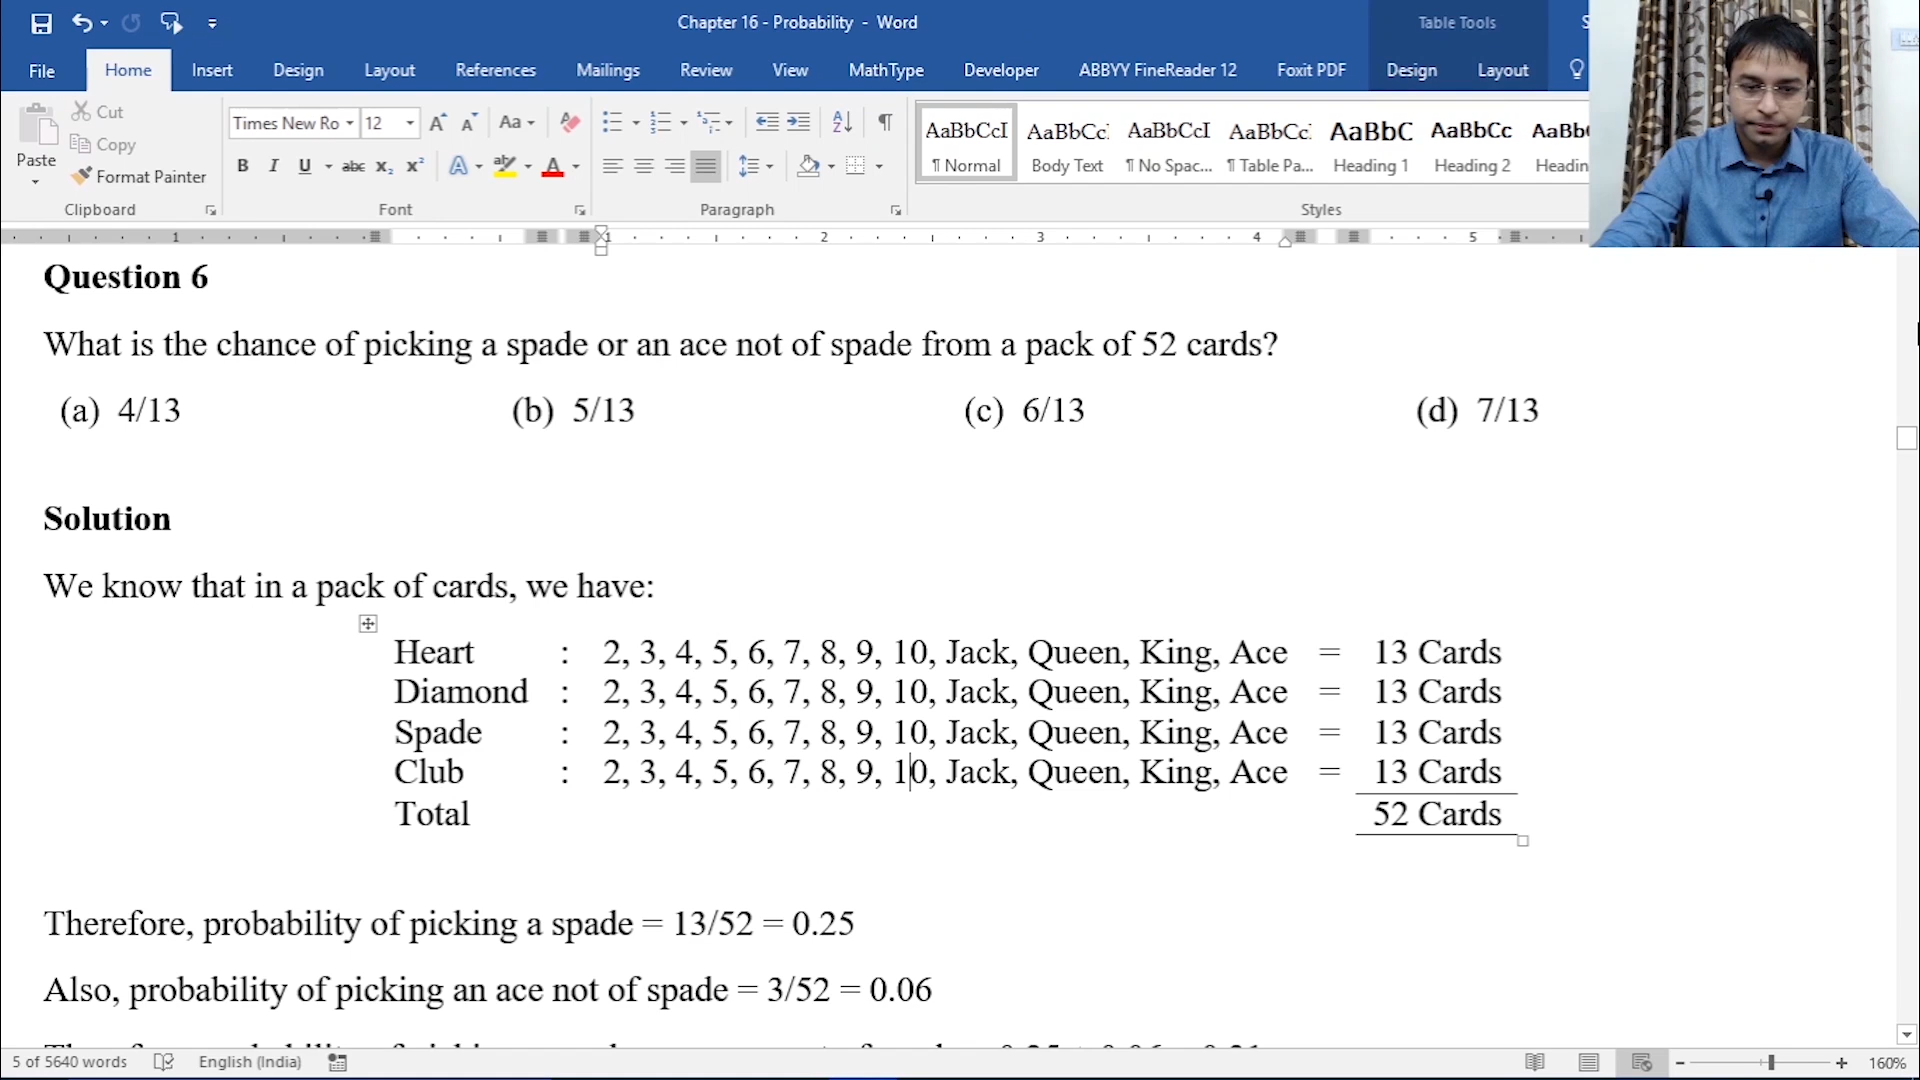 Chapter 16 - Probability - Word
Table Tools
File Home Insert Design Layout References Mailings Review View MathType Developer ABBYY FineReader 12 Foxit PDF Design Layout
Paste
Cut
Copy
Format Painter
Clipboard
Times New Ro 12
Font
Paragraph
AaBbCcI AaBbCc AaBbCcI AaBbCc AaBbC AaBbCc AaBb
¶ Normal Body Text ¶ No Spac... ¶ Table Pa... Heading 1 Heading 2 Headin
Styles
1 1 2 3 4 5
Question 6
What is the chance of picking a spade or an ace not of spade from a pack of 52 cards?
(a) 4/13 (b) 5/13 (c) 6/13 (d) 7/13
Solution
We know that in a pack of cards, we have:
Heart : 2, 3, 4, 5, 6, 7, 8, 9, 10, Jack, Queen, King, Ace = 13 Cards
Diamond : 2, 3, 4, 5, 6, 7, 8, 9, 10, Jack, Queen, King, Ace = 13 Cards
Spade : 2, 3, 4, 5, 6, 7, 8, 9, 10, Jack, Queen, King, Ace = 13 Cards
Club : 2, 3, 4, 5, 6, 7, 8, 9, 10, Jack, Queen, King, Ace = 13 Cards
Total 52 Cards
Therefore, probability of picking a spade = 13/52 = 0.25
Also, probability of picking an ace not of spade = 3/52 = 0.06
5 of 5640 words English (India) 160%